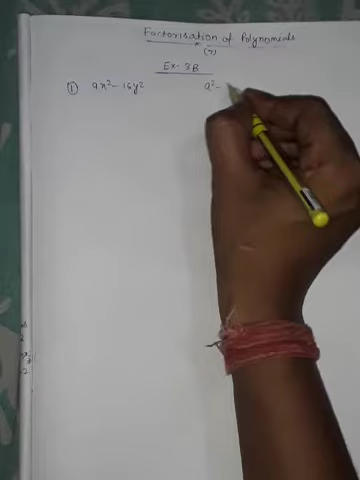 Factorisation of Polynomials
(7)
Ex- 3B
① 9x² - 16y² a² -